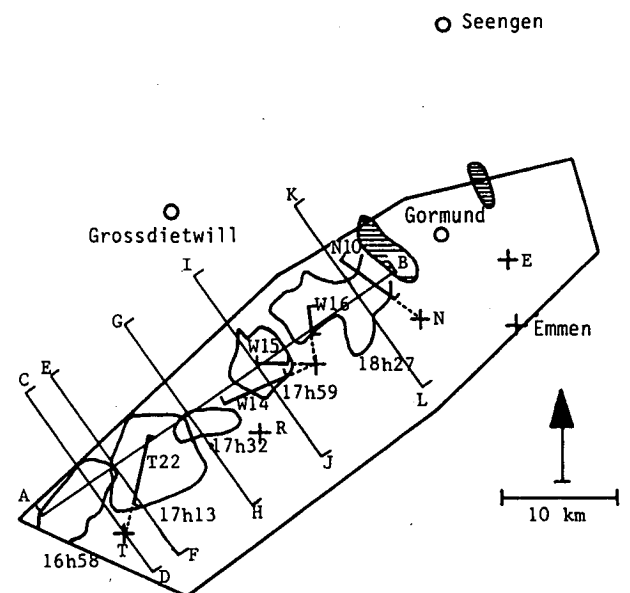 Seengen
K
Grossdietwill
Gormund
I
N10
B
E
G
W16
N
Emmen
W15
18h27
E
C
W14
17h59
L
R
17h32
J
T22
A
17h13
H
10 km
T
F
16h58
D